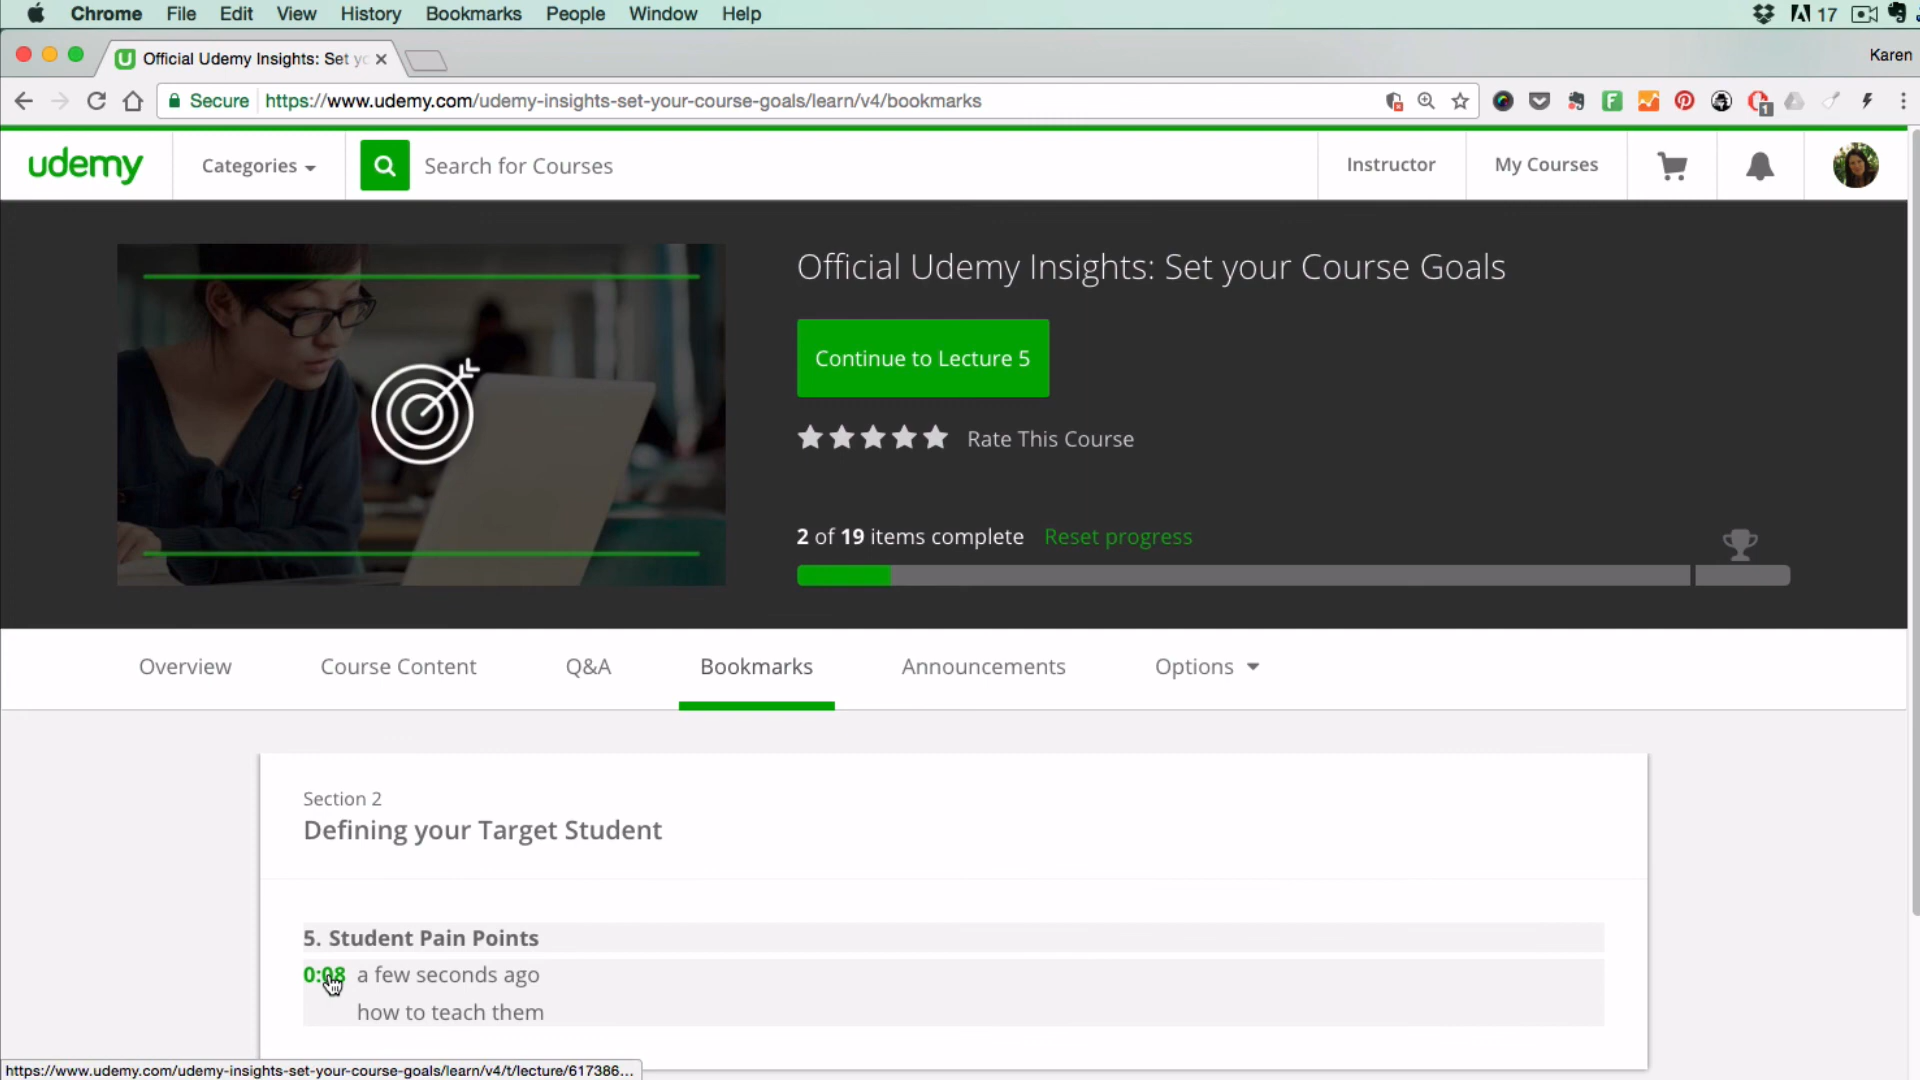 Chrome File Edit View History Bookmarks People Window Help 17
Official Udemy Insights: Set yo
Karen
Secure https://www.udemy.com/udemy-insights-set-your-course-goals/learn/v4/bookmarks
1
udemy Categories Search for Courses Instructor My Courses
Official Udemy Insights: Set your Course Goals
Continue to Lecture 5
Rate This Course
2 of 19 items complete Reset progress
Overview Course Content Q&A Bookmarks Announcements Options
Section 2
Defining your Target Student
5. Student Pain Points
0:08 a few seconds ago
how to teach them
https://www.udemy.com/udemy-insights-set-your-course-goals/learn/v4/t/lecture/617386...